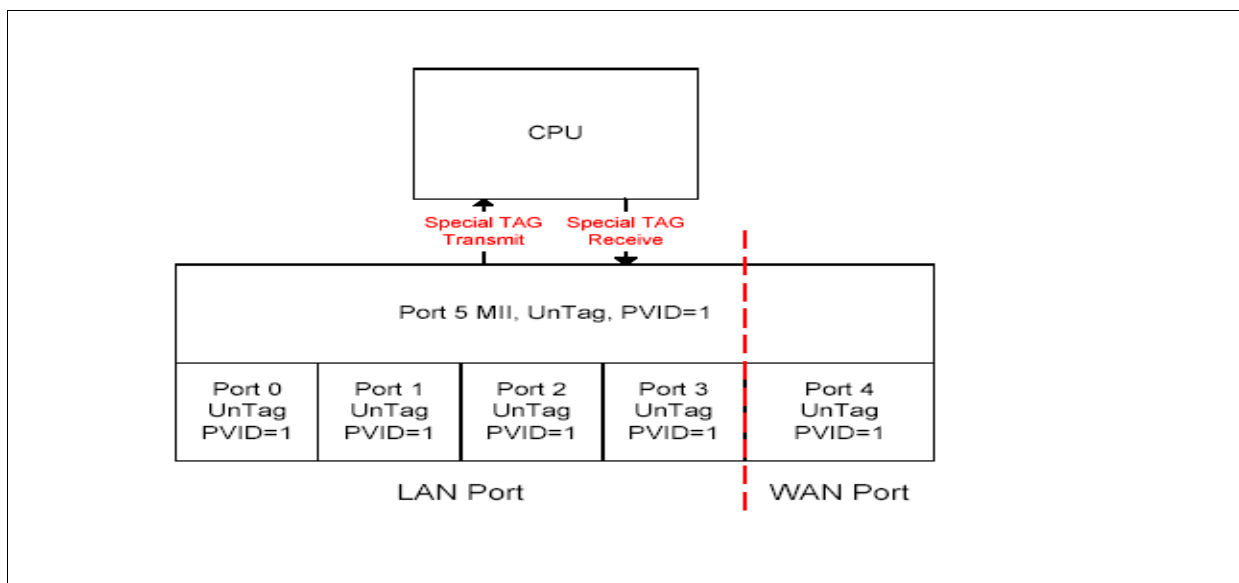 CPU
Special TAG
Transmit
Special TAG
Receive
Port 5 MII, UnTag, PVID=1
Port 0
UnTag
PVID=1
Port 1
UnTag
PVID=1
Port 2
UnTag
PVID=1
Port 3
UnTag
PVID=1
Port 4
UnTag
PVID=1
LAN Port
WAN Port